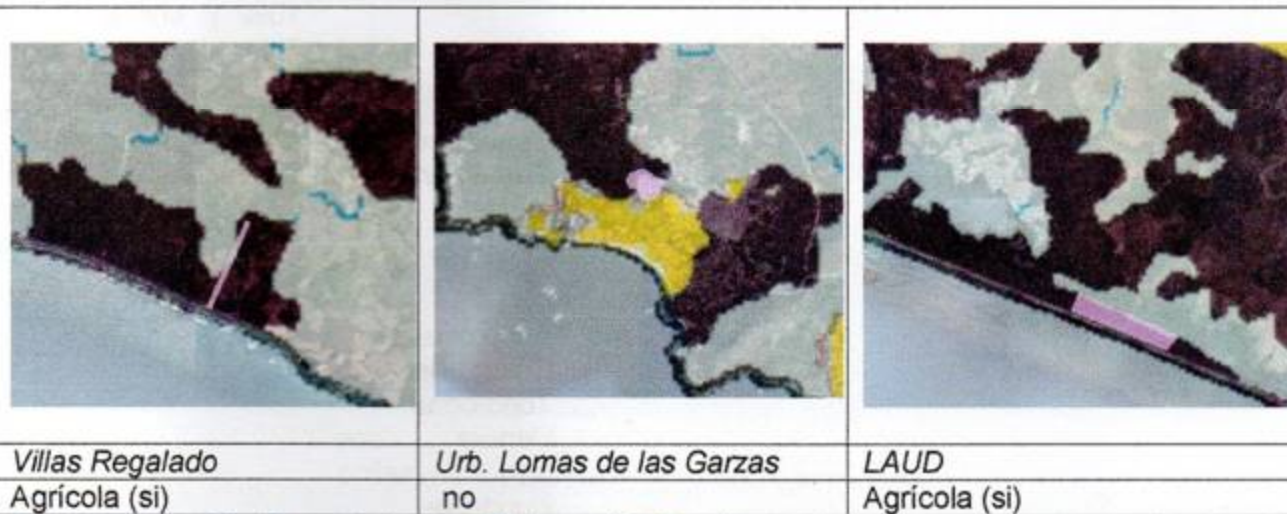 Villas Regalado
Urb. Lomas de las Garzas
LAUD
Agrícola (si)
no
Agrícola (si)